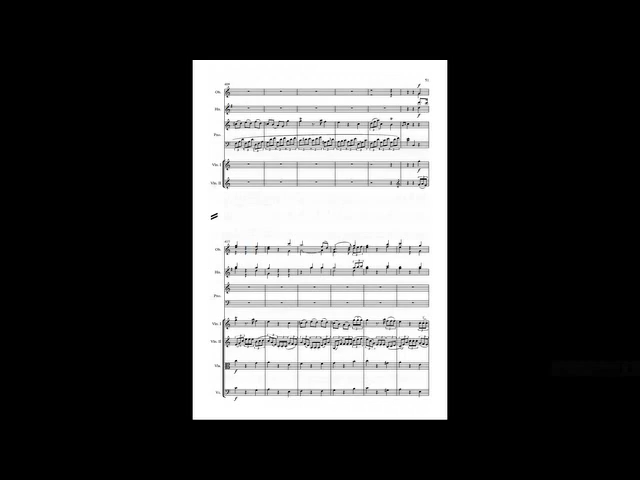 Ob.
Hn.
Pno.
Vln. I
Vln. II
Ob.
Hn.
Pno.
Vln. I
Vln. II
Vla.
Vc.